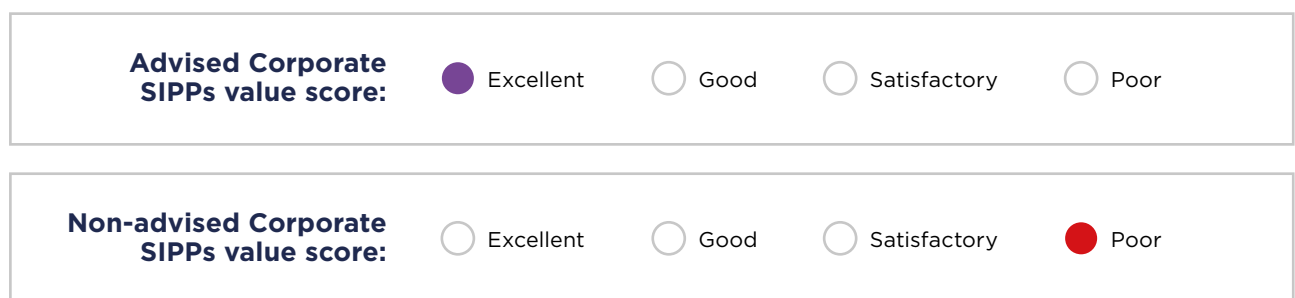 Advised Corporate
SIPPs value score:
Excellent Good Satisfactory Poor
Non-advised Corporate
SIPPs value score:
Excellent Good Satisfactory Poor